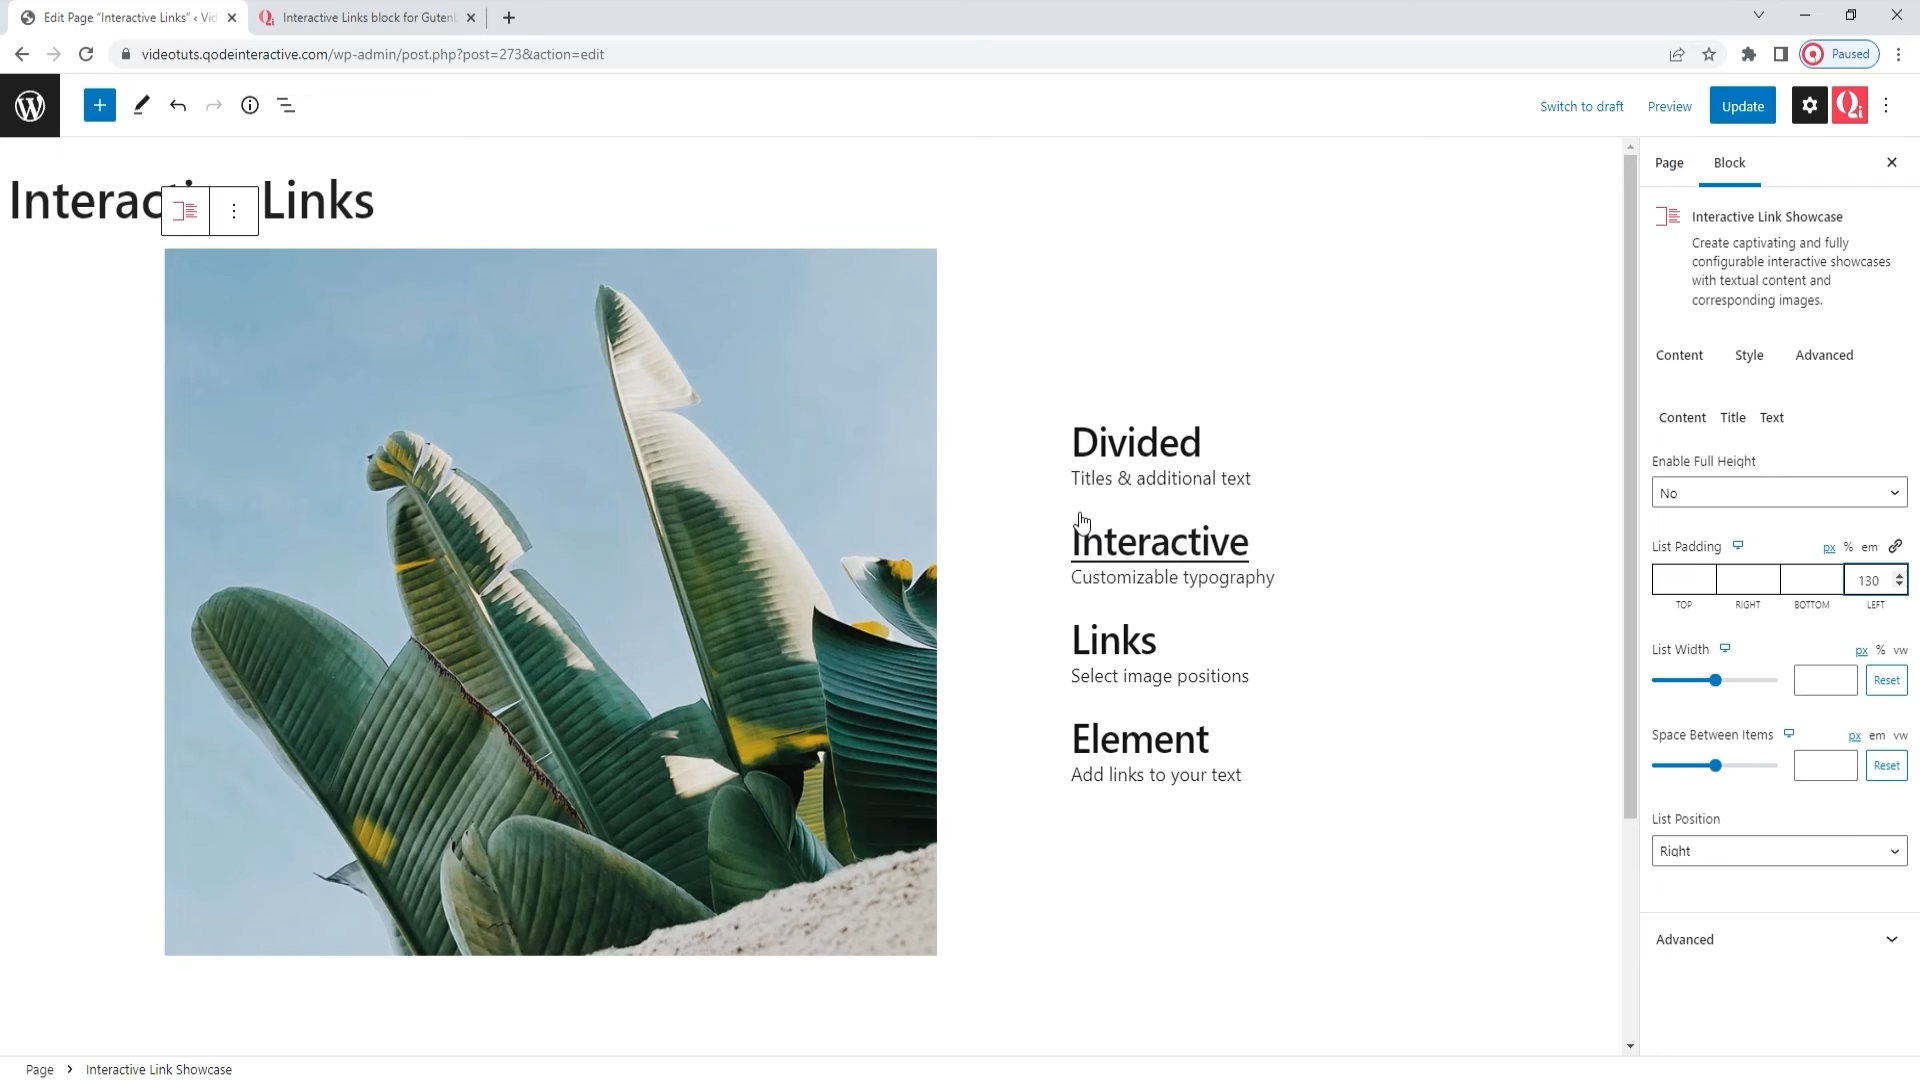 Edit Page “Interactive Links” ‹ Vid
Interactive Links block for Gutenb
videotuts.qodeinteractive.com/wp-admin/post.php?post=273&action=edit
Paused
Switch to draft
Preview
Update
Interactive Links
Divided
Titles & additional text
Interactive
Customizable typography
Links
Select image positions
Element
Add links to your text
Page
Block
Interactive Link Showcase
Create captivating and fully
configurable interactive showcases
with textual content and
corresponding images.
Content Style Advanced
Content Title Text
Enable Full Height
No
List Padding px % em
130
TOP RIGHT BOTTOM LEFT
List Width px % vw
Reset
Space Between Items px em vw
Reset
List Position
Right
Advanced
Page › Interactive Link Showcase